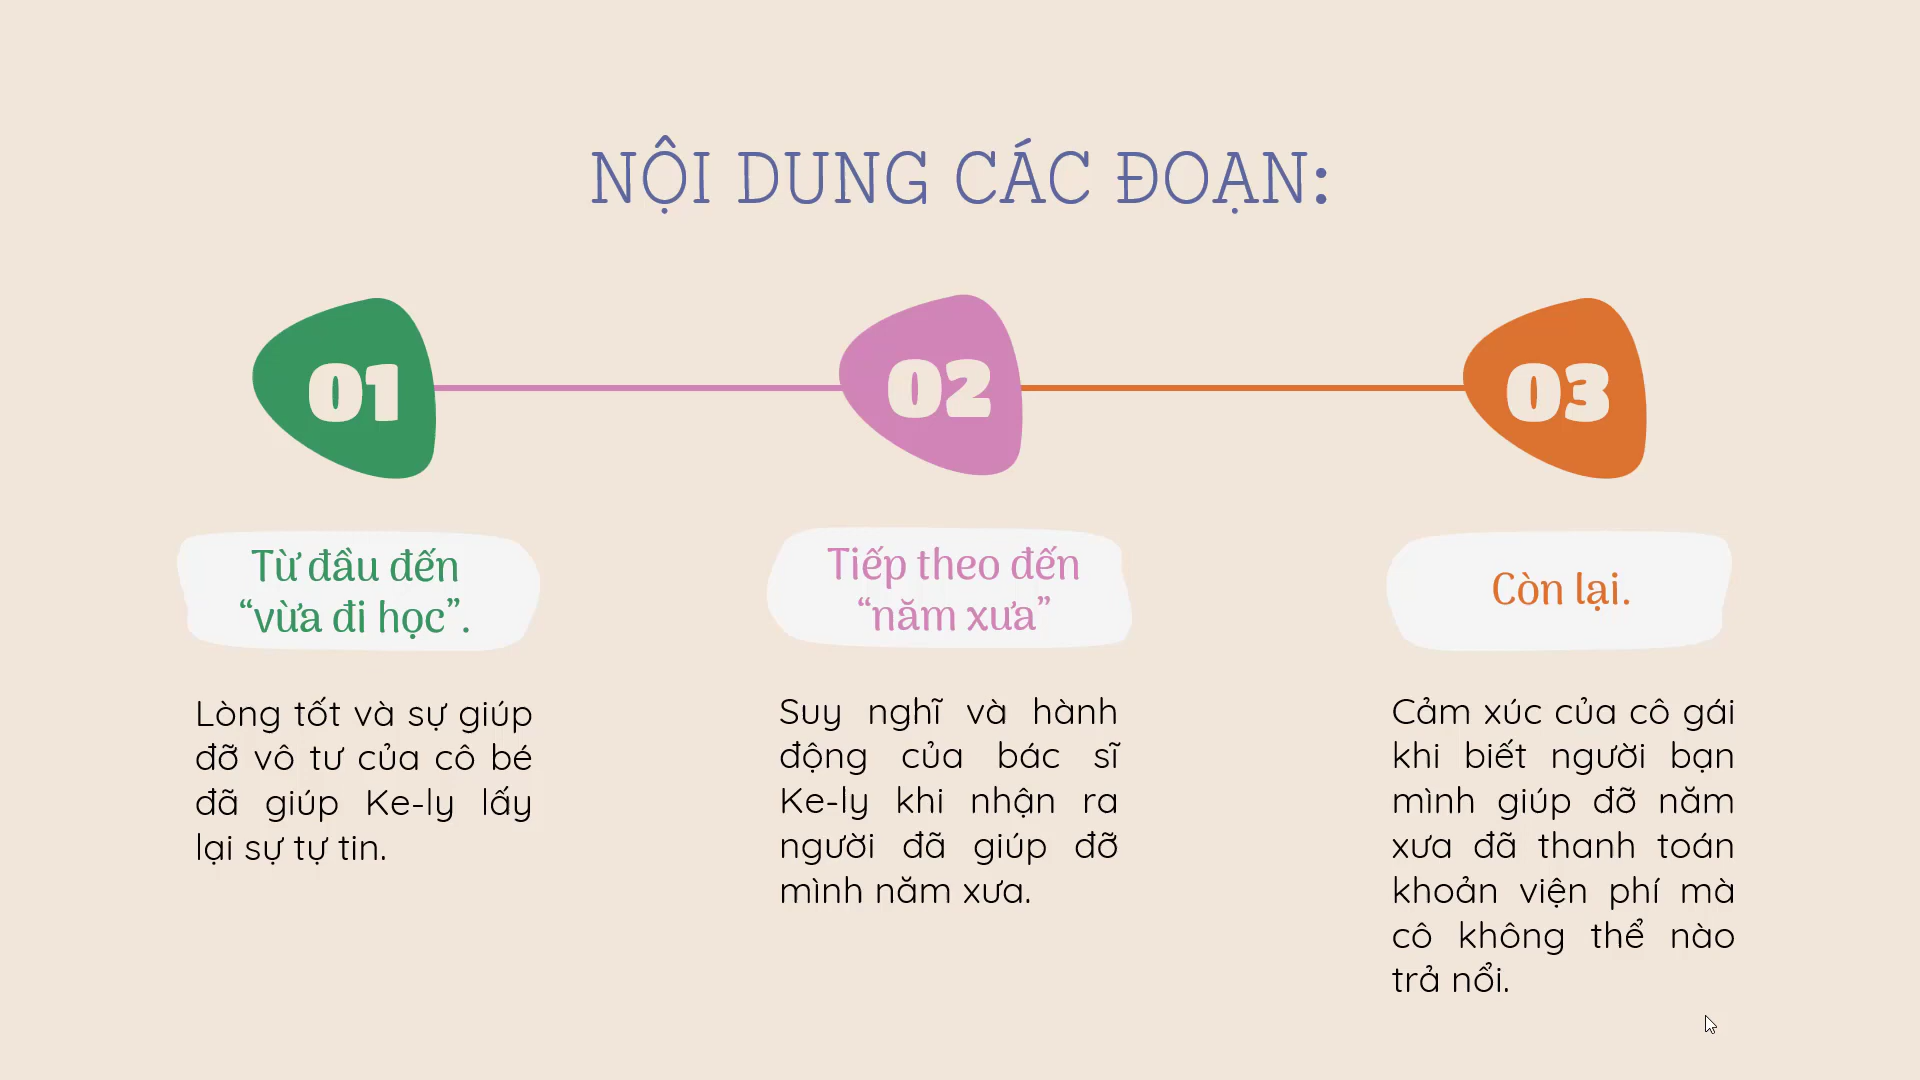 NỘI DUNG CÁC ĐOẠN:
01
02
03
Từ đầu đến
“vừa đi học”.
Tiếp theo đến
“năm xưa”
Còn lại.
Lòng tốt và sự giúp
đỡ vô tư của cô bé
đã giúp Ke-ly lấy
lại sự tự tin.
Suy nghĩ và hành
động của bác sĩ
Ke-ly khi nhận ra
người đã giúp đỡ
mình năm xưa.
Cảm xúc của cô gái
khi biết người bạn
mình giúp đỡ năm
xưa đã thanh toán
khoản viện phí mà
cô không thể nào
trả nổi.